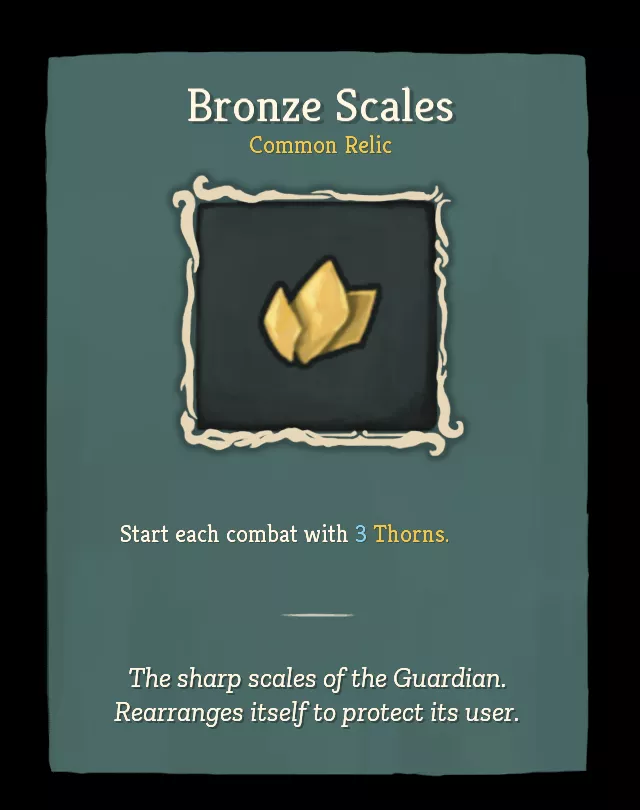 Bronze Scales
Common Relic
Start each combat with 3 Thorns.
The sharp scales of the Guardian.
Rearranges itself to protect its user.